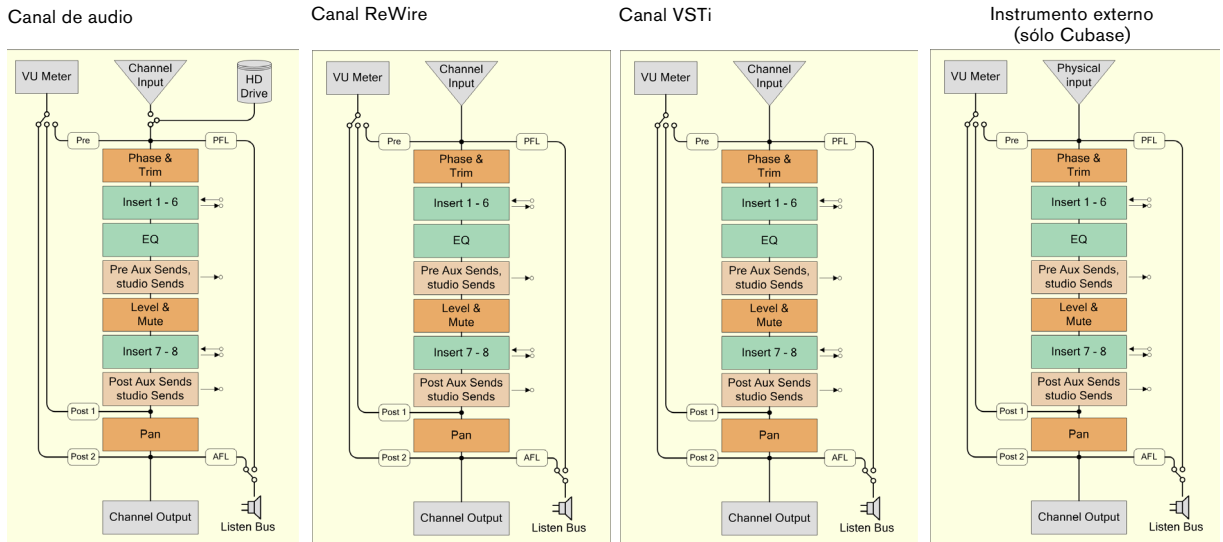 Canal de audio
VU Meter
Channel
Input
HD
Drive
Pre
PFL
Phase &
Trim
Insert 1 - 6
EQ
Pre Aux Sends,
studio Sends
Level &
Mute
Insert 7 - 8
Post Aux Sends
studio Sends
Post 1
Pan
Post 2
AFL
Channel Output
Listen Bus
Canal ReWire
VU Meter
Channel
Input
Pre
PFL
Phase &
Trim
Insert 1 - 6
EQ
Pre Aux Sends,
studio Sends
Level &
Mute
Insert 7 - 8
Post Aux Sends
studio Sends
Post 1
Pan
Post 2
AFL
Channel Output
Listen Bus
Canal VSTi
VU Meter
Channel
Input
Pre
PFL
Phase &
Trim
Insert 1 - 6
EQ
Pre Aux Sends,
studio Sends
Level &
Mute
Insert 7 - 8
Post Aux Sends
studio Sends
Post 1
Pan
Post 2
AFL
Channel Output
Listen Bus
Instrumento externo
(sólo Cubase)
VU Meter
Physical
input
Pre
PFL
Phase &
Trim
Insert 1 - 6
EQ
Pre Aux Sends,
studio Sends
Level &
Mute
Insert 7 - 8
Post Aux Sends
studio Sends
Post 1
Pan
Post 2
AFL
Channel Output
Listen Bus